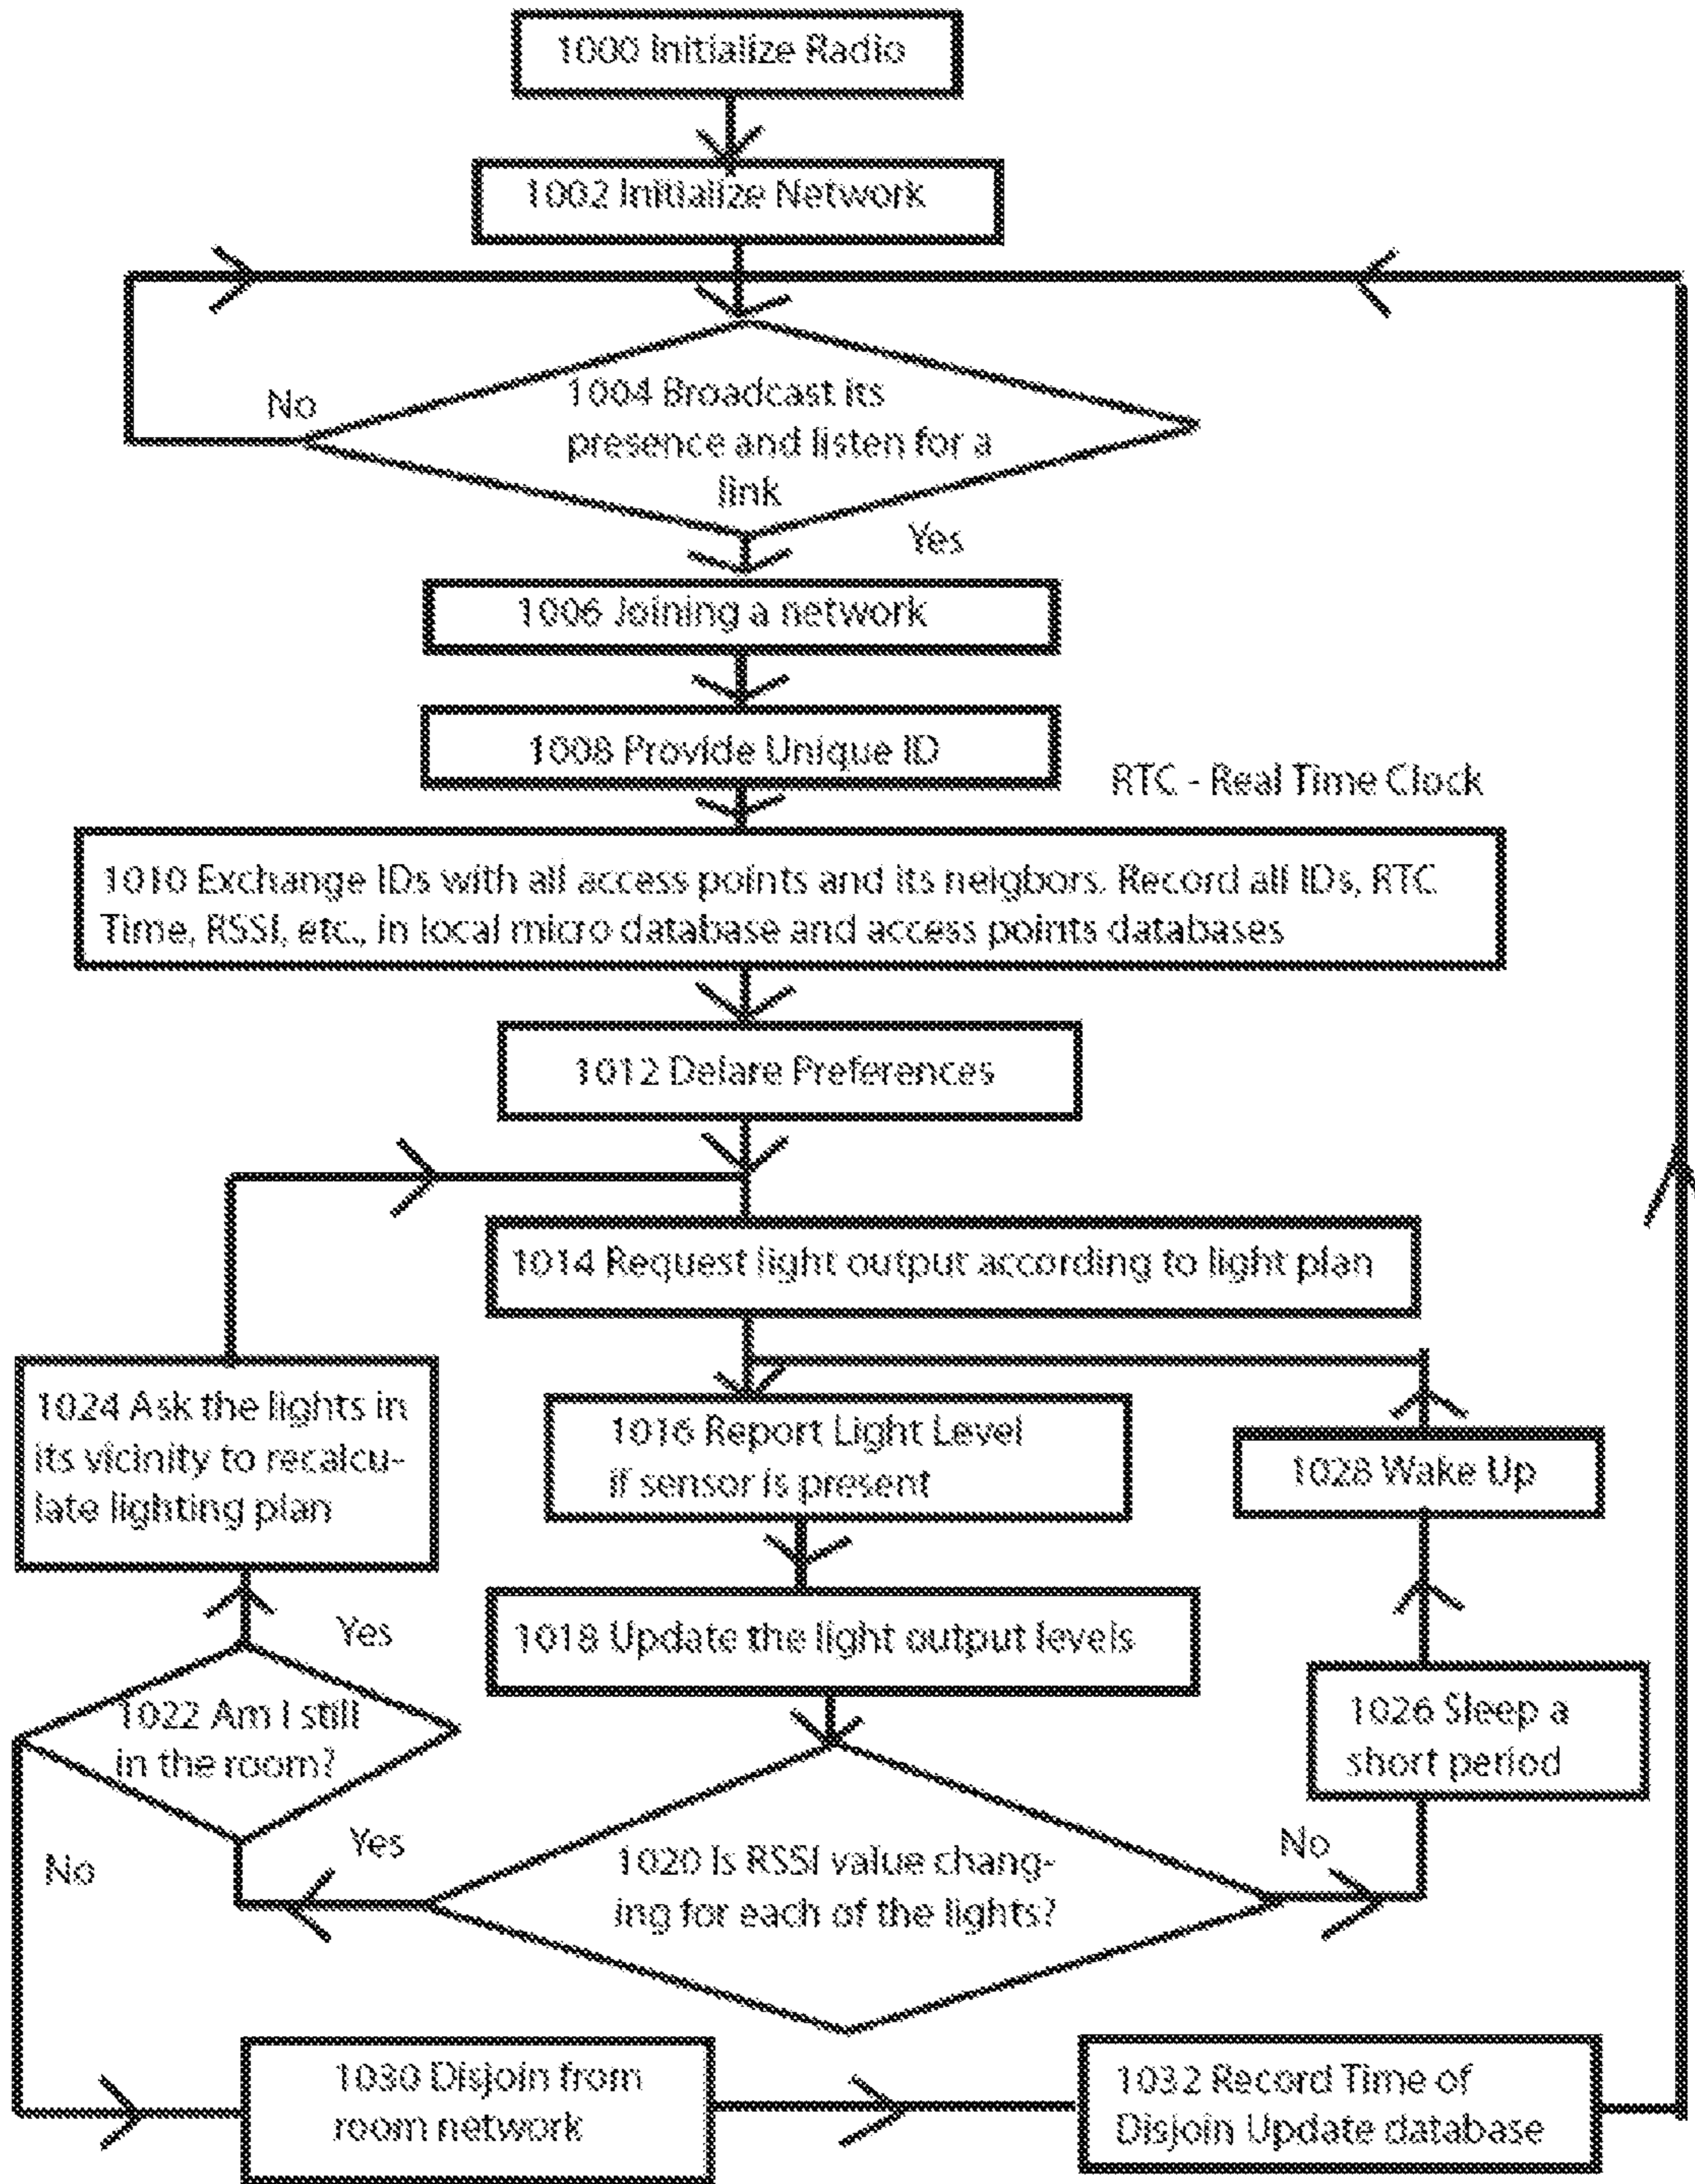 1000 Initialize Radio
1002 Initialize Network
No
1004 Broadcast its
presence and listen for a
link
Yes
1006 Joining a network
1008 Provide Unique ID
RTC - Real Time Clock
1010 Exchange IDs with all access points and its neigbors. Record all IDs, RTC
Time, RSSI, etc., in local micro database and access points databases
1012 Delare Preferences
1014 Request light output according to light plan
1024 Ask the lights in
its vicinity to recalcu-
late lighting plan
1016 Report Light Level
if sensor is present
1028 Wake Up
Yes
1018 Update the light output levels
1022 Am I still
in the room?
1026 Sleep a
short period
No
Yes
1020 Is RSSI value chang-
ing for each of the lights?
No
1030 Disjoin from
room network
1032 Record Time of
Disjoin Update database